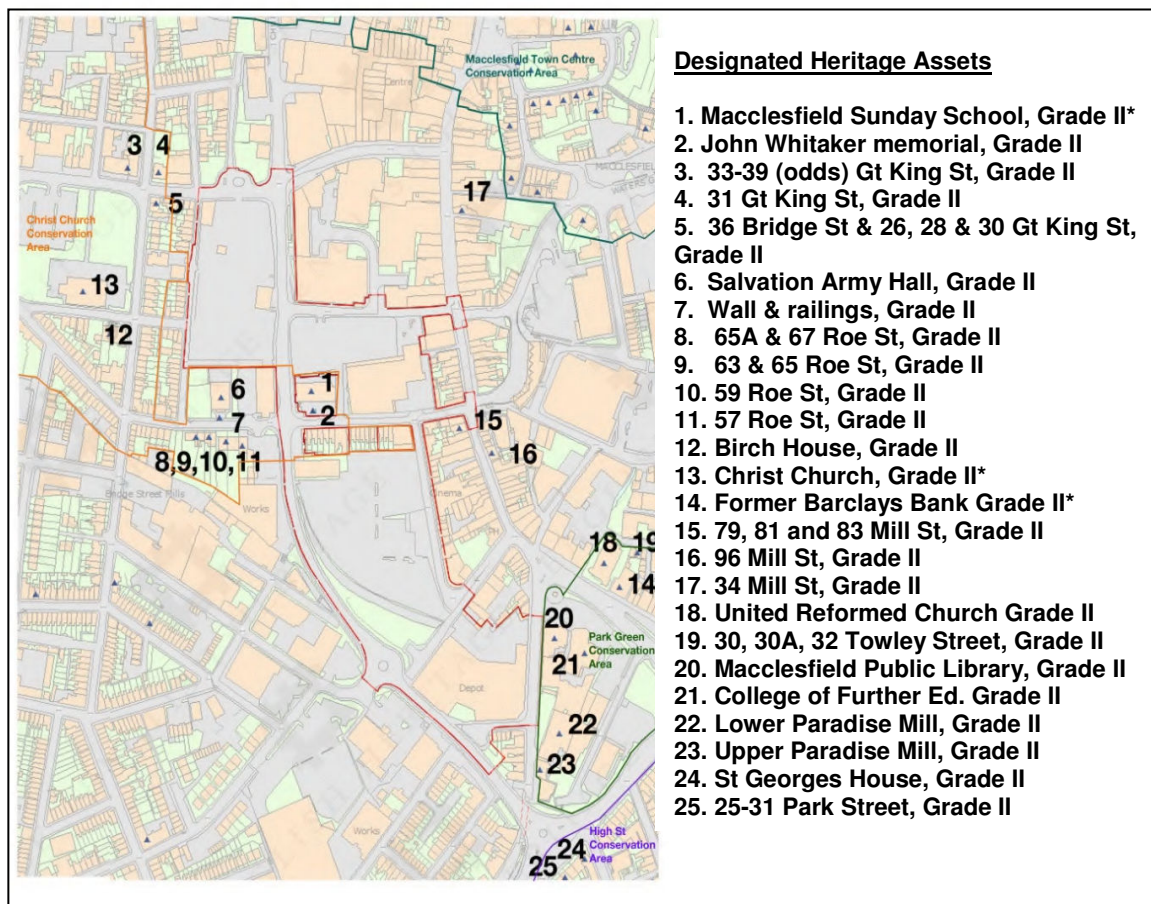 Macclesfield Town Centre
Conservation Area
Centre
3 4
5
17
Christ Church
Conservation
Area
13
12
6
1
7
2
15
8,9,10,11
16
Bridge Street Mills
Works
Cinema
18 19
14
20
Park Green
Conservation
Area
21
Depot
22
23
Works
High St
Conservation
Area
24
25
Designated Heritage Assets
1. Macclesfield Sunday School, Grade II*
2. John Whitaker memorial, Grade II
3. 33-39 (odds) Gt King St, Grade II
4. 31 Gt King St, Grade II
5. 36 Bridge St & 26, 28 & 30 Gt King St,
Grade II
6. Salvation Army Hall, Grade II
7. Wall & railings, Grade II
8. 65A & 67 Roe St, Grade II
9. 63 & 65 Roe St, Grade II
10. 59 Roe St, Grade II
11. 57 Roe St, Grade II
12. Birch House, Grade II
13. Christ Church, Grade II*
14. Former Barclays Bank Grade II*
15. 79, 81 and 83 Mill St, Grade II
16. 96 Mill St, Grade II
17. 34 Mill St, Grade II
18. United Reformed Church Grade II
19. 30, 30A, 32 Towley Street, Grade II
20. Macclesfield Public Library, Grade II
21. College of Further Ed. Grade II
22. Lower Paradise Mill, Grade II
23. Upper Paradise Mill, Grade II
24. St Georges House, Grade II
25. 25-31 Park Street, Grade II